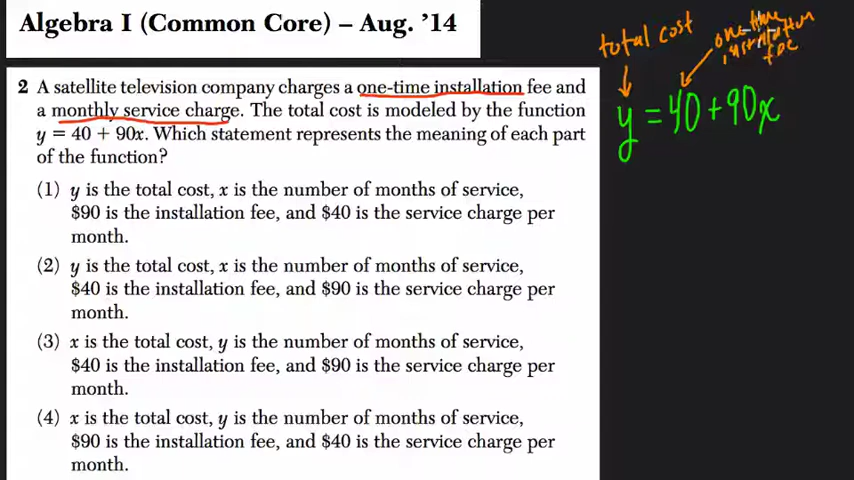 Algebra I (Common Core) – Aug. '14
2 A satellite television company charges a one-time installation fee and
a monthly service charge. The total cost is modeled by the function
y = 40 + 90x. Which statement represents the meaning of each part
of the function?
(1) y is the total cost, x is the number of months of service,
$90 is the installation fee, and $40 is the service charge per
month.
(2) y is the total cost, x is the number of months of service,
$40 is the installation fee, and $90 is the service charge per
month.
(3) x is the total cost, y is the number of months of service,
$40 is the installation fee, and $90 is the service charge per
month.
(4) x is the total cost, y is the number of months of service,
$90 is the installation fee, and $40 is the service charge per
month.
total cost
one-time
installation
fee
y = 40 + 90x